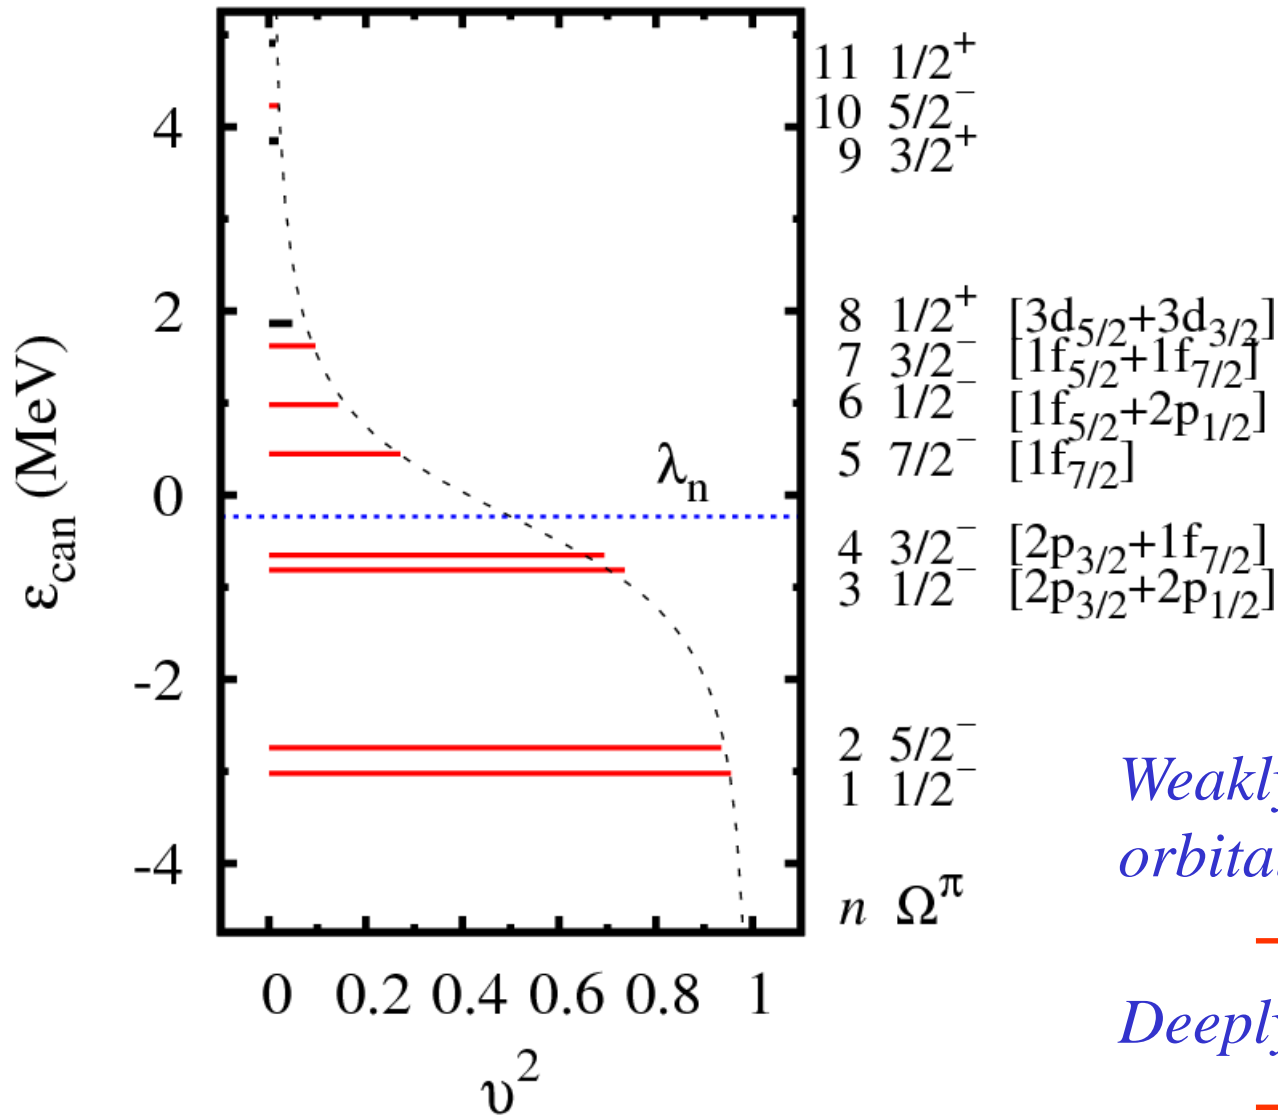 11 1/2⁺
10 5/2⁻
4
9 3/2⁺
2
8 1/2⁺ [3d5/2+3d3/2]
7 3/2⁻ [1f5/2+1f7/2]
6 1/2⁻ [1f5/2+2p1/2]
5 7/2⁻ [1f7/2]
λn
0
4 3/2⁻ [2p3/2+1f7/2]
3 1/2⁻ [2p3/2+2p1/2]
εcan (MeV)
-2
2 5/2⁻
1 1/2⁻
-4
n Ωπ
0 0.2 0.4 0.6 0.8 1
υ²